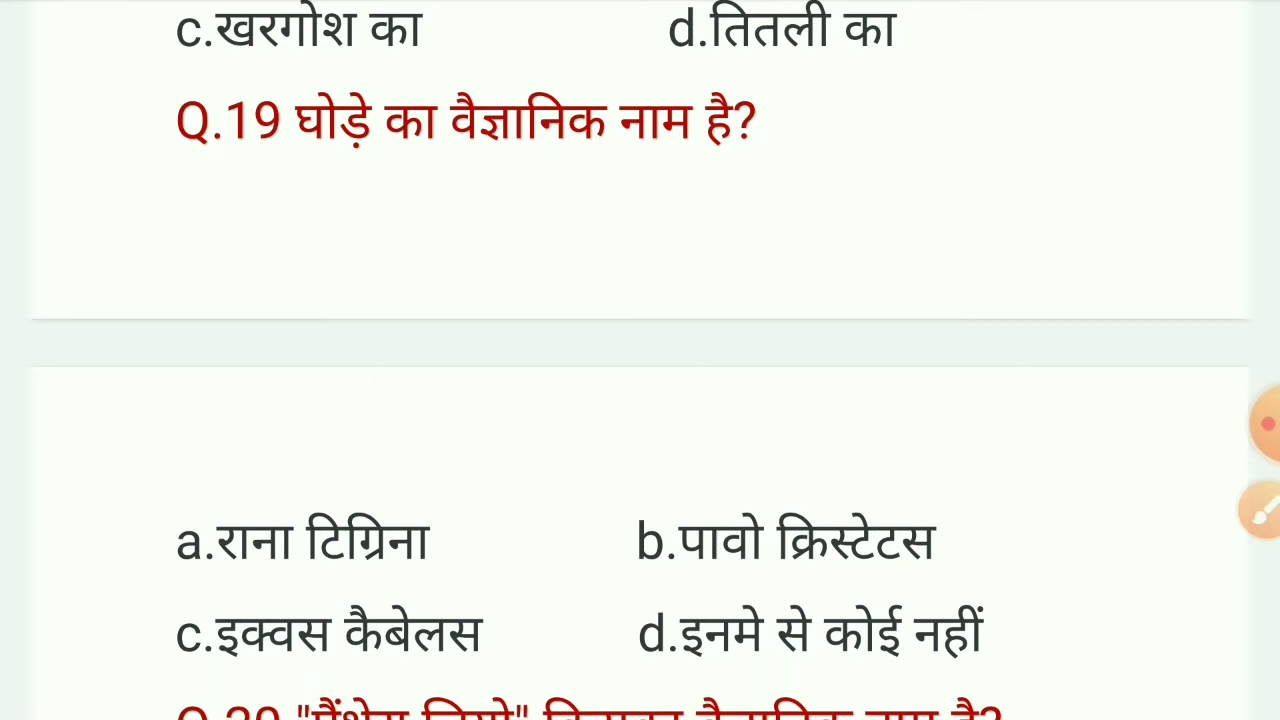 c.खरगोश का d.तितली का
Q.19 घोड़े का वैज्ञानिक नाम है?
a.राना टिग्रिना b.पावो क्रिस्टेटस
c.इक्वस कैबेलस d.इनमे से कोई नहीं
नाम है?